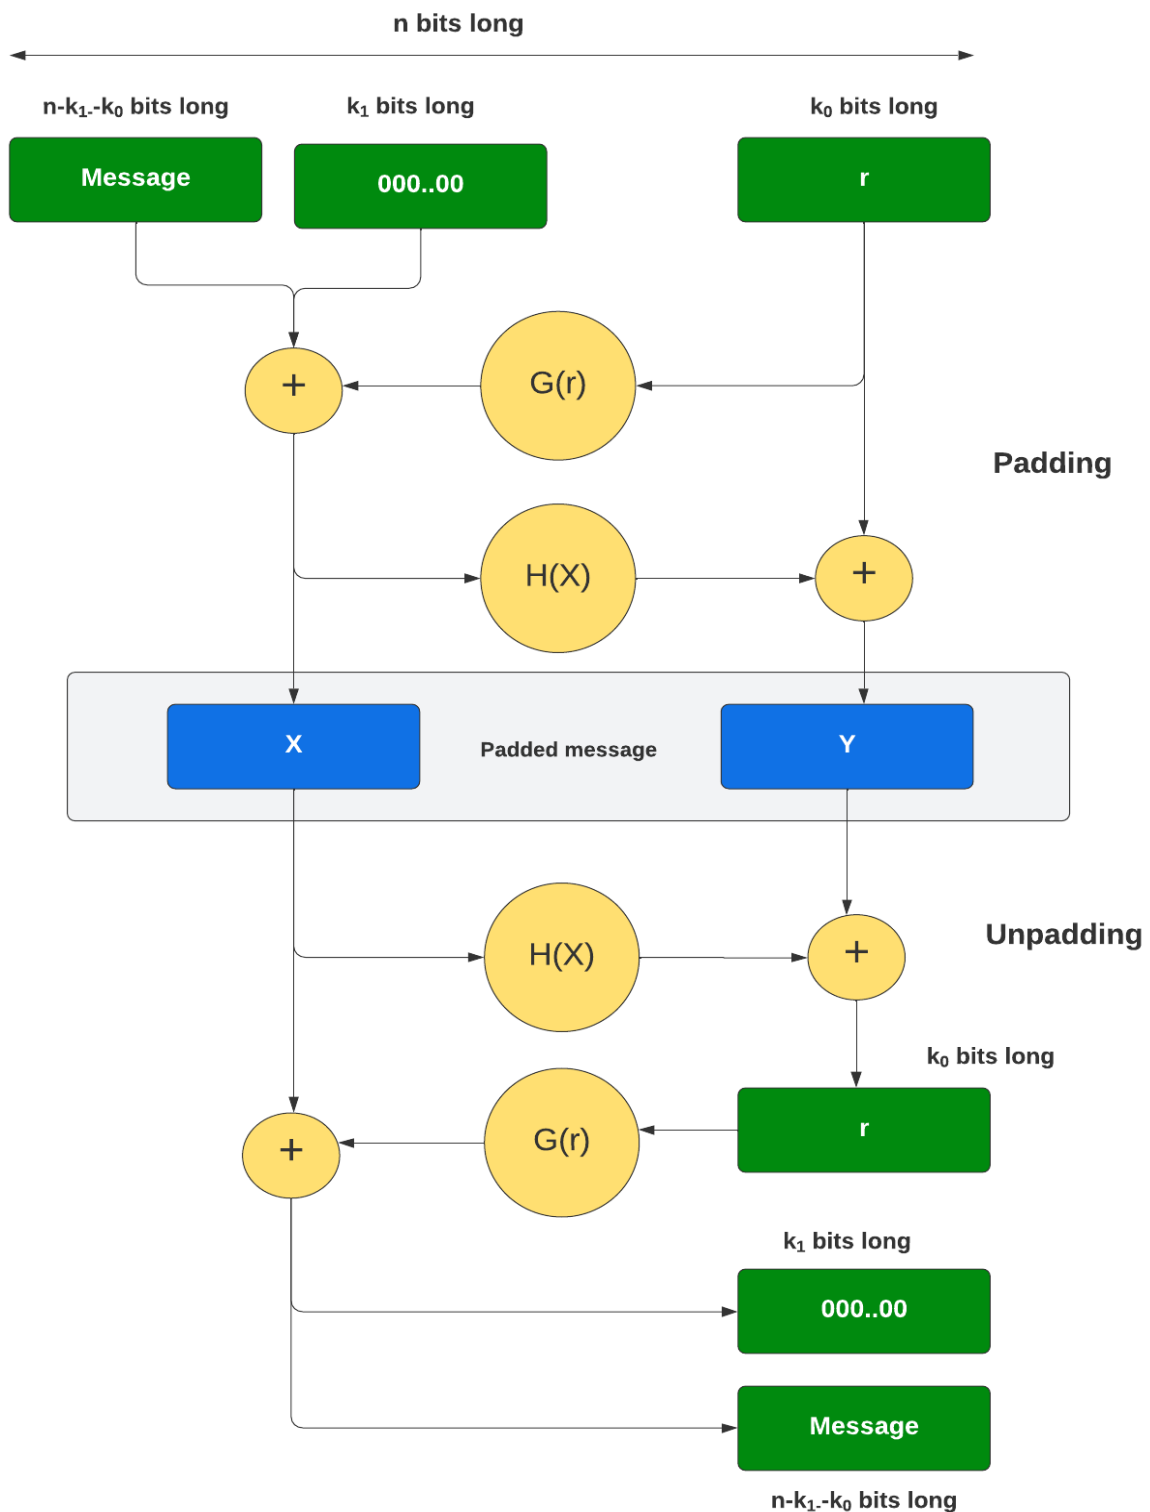 n bits long
n-k₁₋-k₀ bits long
k₁ bits long
k₀ bits long
Message
000..00
r
+
G(r)
Padding
H(X)
+
X
Padded message
Y
H(X)
+
Unpadding
k₀ bits long
+
G(r)
r
k₁ bits long
000..00
Message
n-k₁₋-k₀ bits long